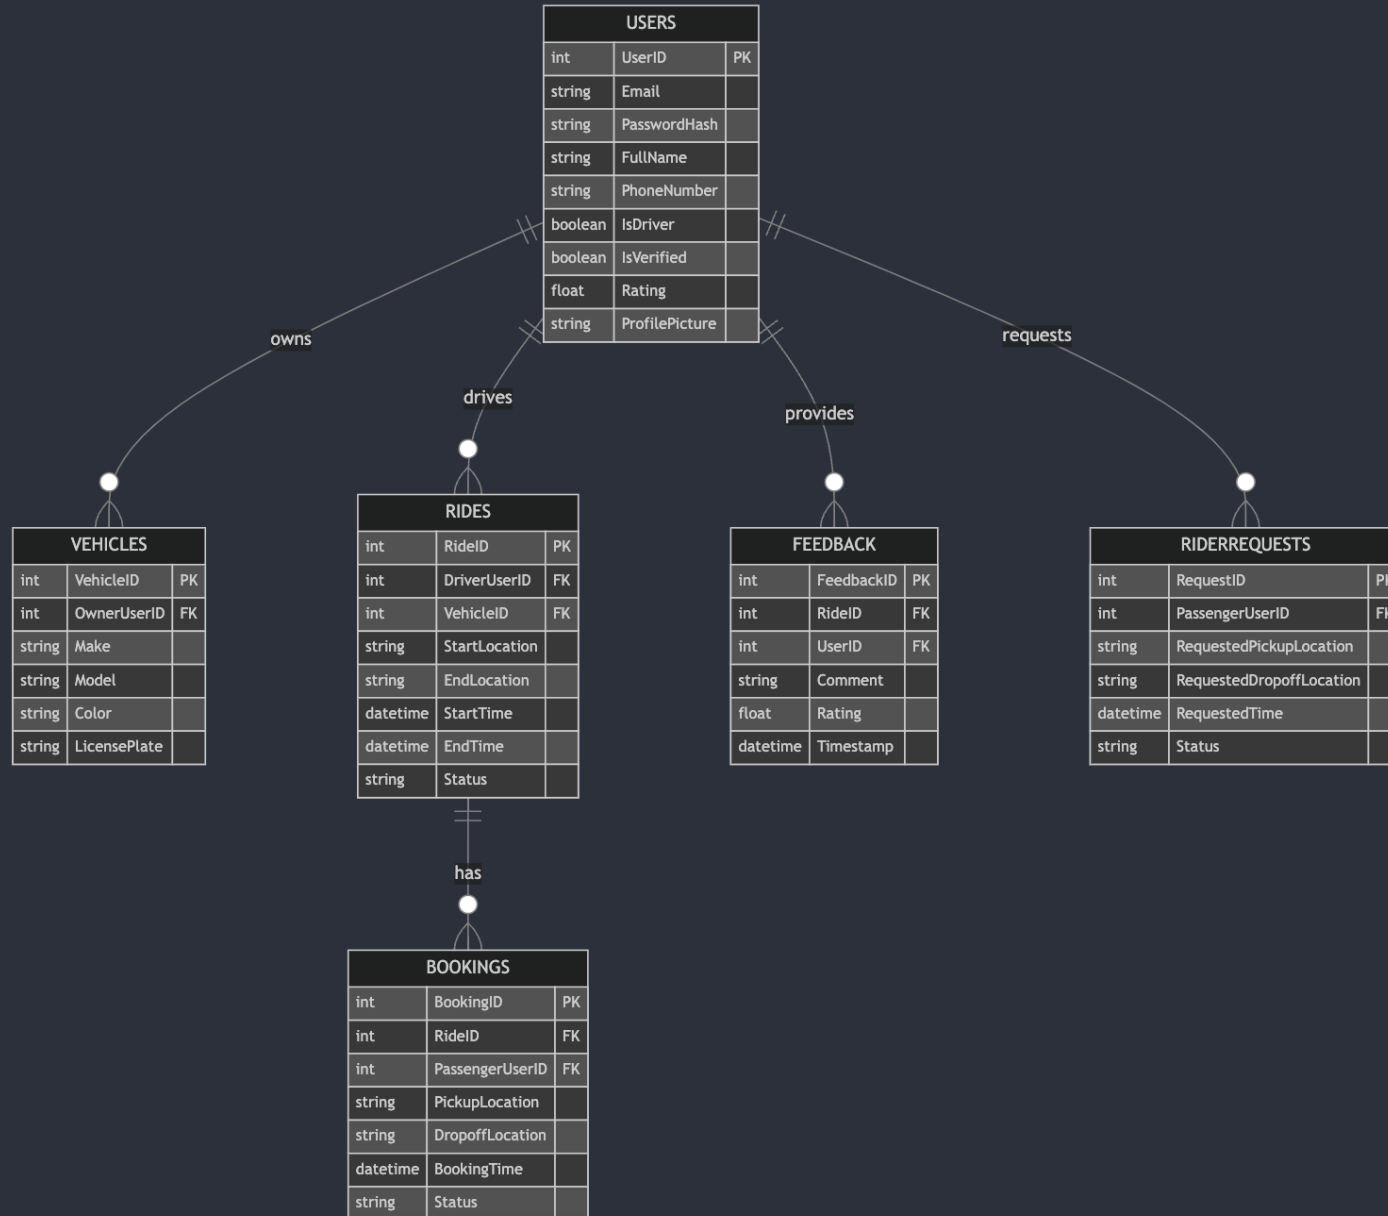 USERS
int UserID PK
string Email
string PasswordHash
string FullName
string PhoneNumber
boolean IsDriver
boolean IsVerified
float Rating
string ProfilePicture
owns
drives
provides
requests
VEHICLES
int VehicleID PK
int OwnerUserID FK
string Make
string Model
string Color
string LicensePlate
RIDES
int RideID PK
int DriverUserID FK
int VehicleID FK
string StartLocation
string EndLocation
datetime StartTime
datetime EndTime
string Status
FEEDBACK
int FeedbackID PK
int RideID FK
int UserID FK
string Comment
float Rating
datetime Timestamp
RIDERREQUESTS
int RequestID PK
int PassengerUserID FK
string RequestedPickupLocation
string RequestedDropoffLocation
datetime RequestedTime
string Status
has
BOOKINGS
int BookingID PK
int RideID FK
int PassengerUserID FK
string PickupLocation
string DropoffLocation
datetime BookingTime
string Status